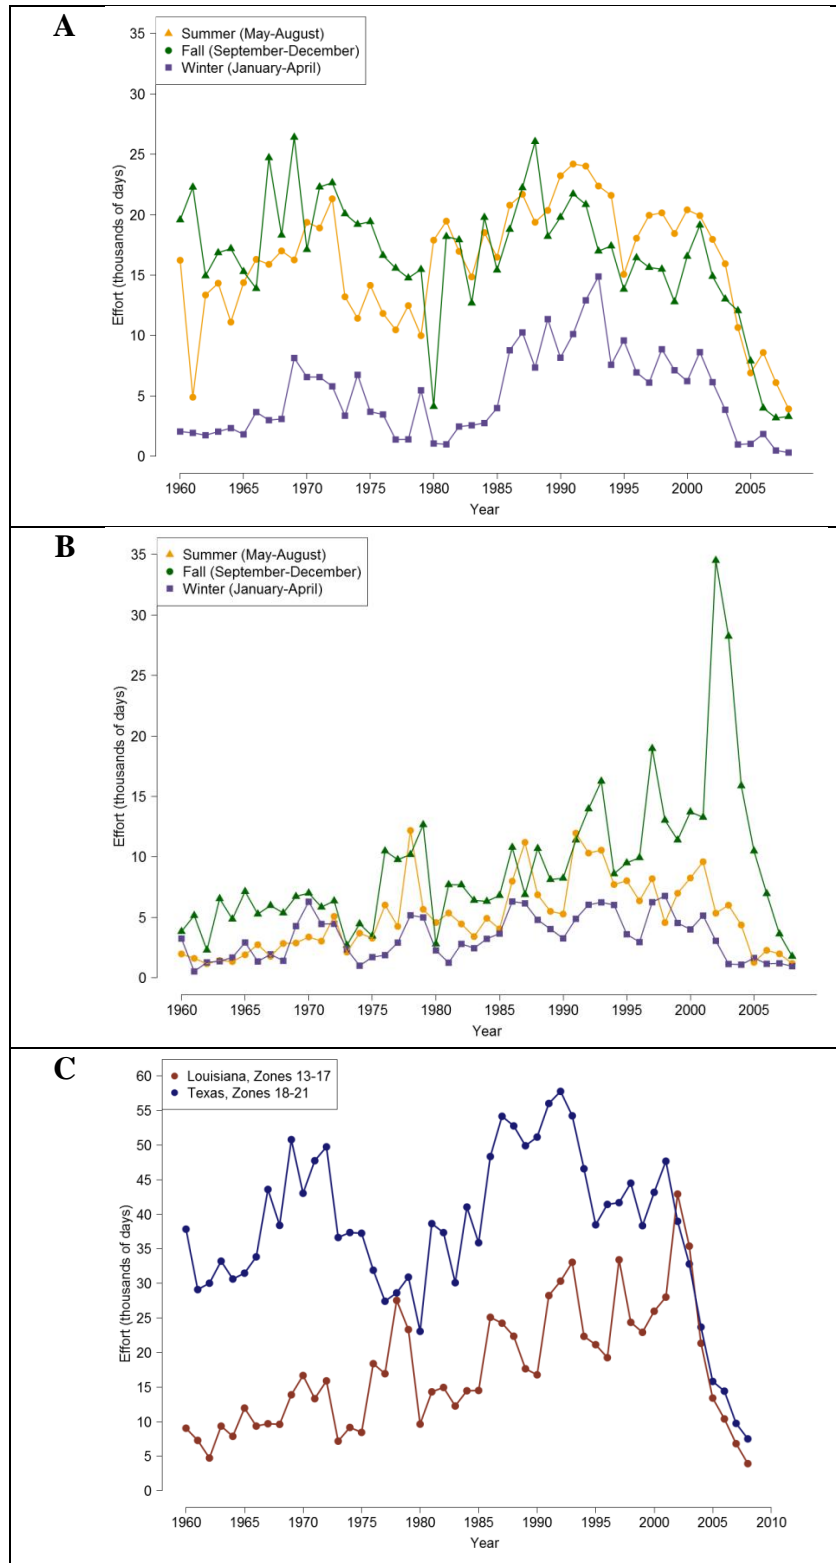 A
Summer (May-August)
Fall (September-December)
Winter (January-April)
Effort (thousands of days)
35
30
25
20
15
10
5
0
1960 1965 1970 1975 1980 1985 1990 1995 2000 2005
Year
B
Summer (May-August)
Fall (September-December)
Winter (January-April)
Effort (thousands of days)
35
30
25
20
15
10
5
0
1960 1965 1970 1975 1980 1985 1990 1995 2000 2005
Year
C
Louisiana, Zones 13-17
Texas, Zones 18-21
Effort (thousands of days)
60
55
50
45
40
35
30
25
20
15
10
5
0
1960 1965 1970 1975 1980 1985 1990 1995 2000 2005 2010
Year